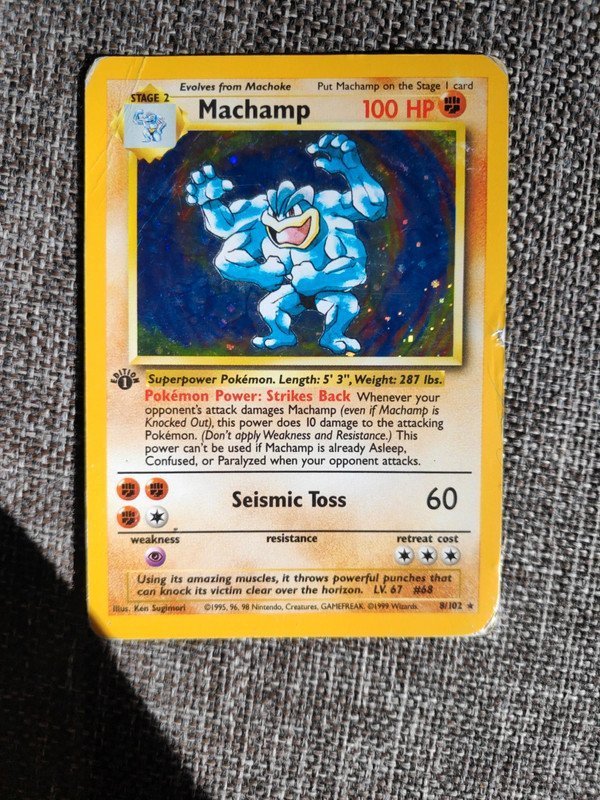 Evolves from Machoke Put Machamp on the Stage 1 card
STAGE 2
Machamp 100 HP
EDITION
1
Superpower Pokémon. Length: 5' 3", Weight: 287 lbs.
Pokémon Power: Strikes Back Whenever your
opponent's attack damages Machamp (even if Machamp is
Knocked Out), this power does 10 damage to the attacking
Pokémon. (Don't apply Weakness and Resistance.) This
power can't be used if Machamp is already Asleep,
Confused, or Paralyzed when your opponent attacks.
Seismic Toss 60
weakness resistance retreat cost
Using its amazing muscles, it throws powerful punches that
can knock its victim clear over the horizon. LV. 67 #68
Illus. Ken Sugimori ©1995, 96, 98 Nintendo, Creatures, GAMEFREAK. ©1999 Wizards. 8/102 ★